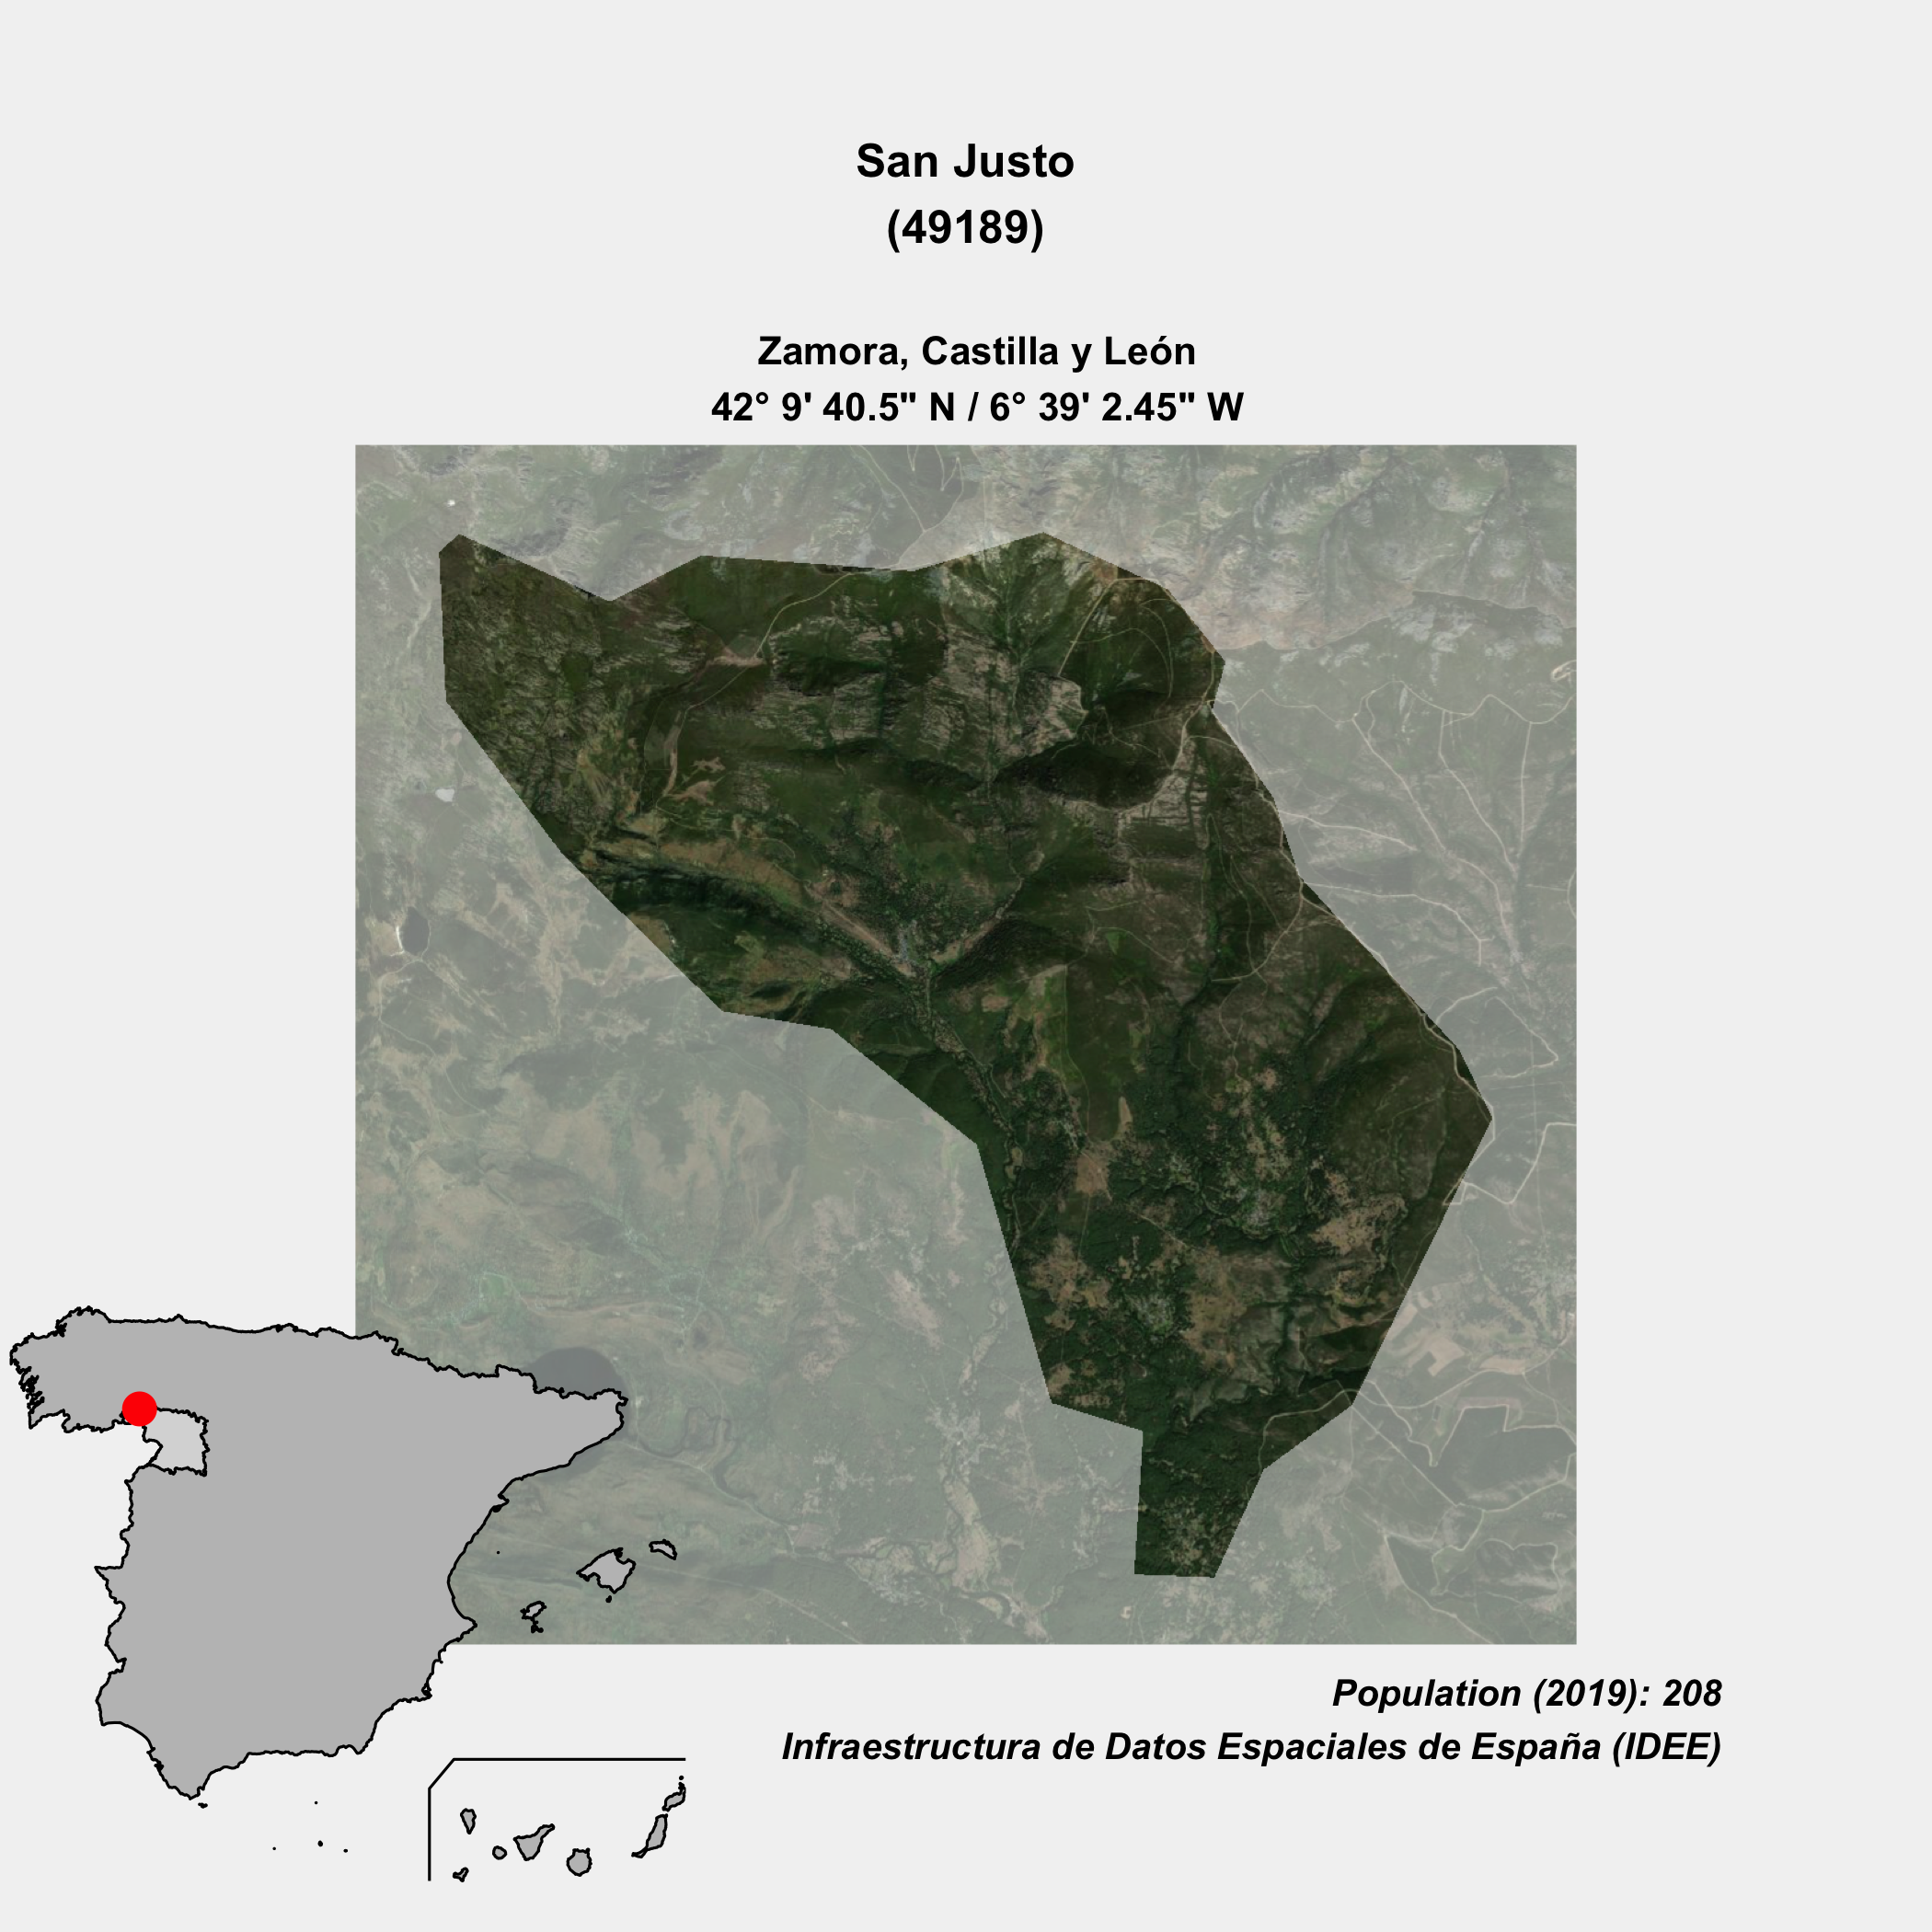 San Justo
(49189)
Zamora, Castilla y León
42° 9' 40.5" N / 6° 39' 2.45" W
Population (2019): 208
Infraestructura de Datos Espaciales de España (IDEE)